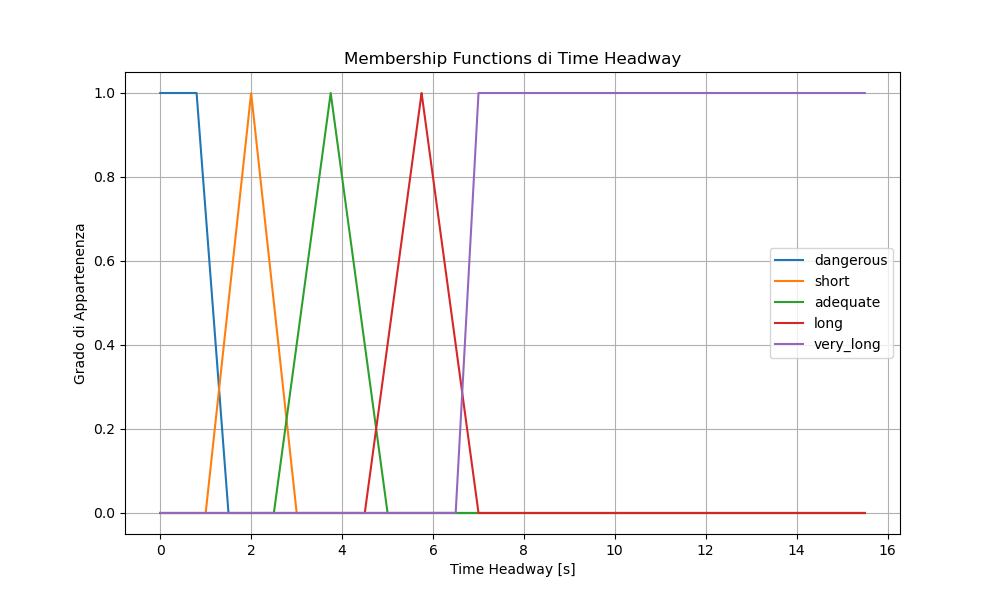 Membership Functions di Time Headway
Grado di Appartenenza
1.0
0.8
0.6
0.4
0.2
0.0
dangerous
short
adequate
long
very_long
0 2 4 6 8 10 12 14 16
Time Headway [s]